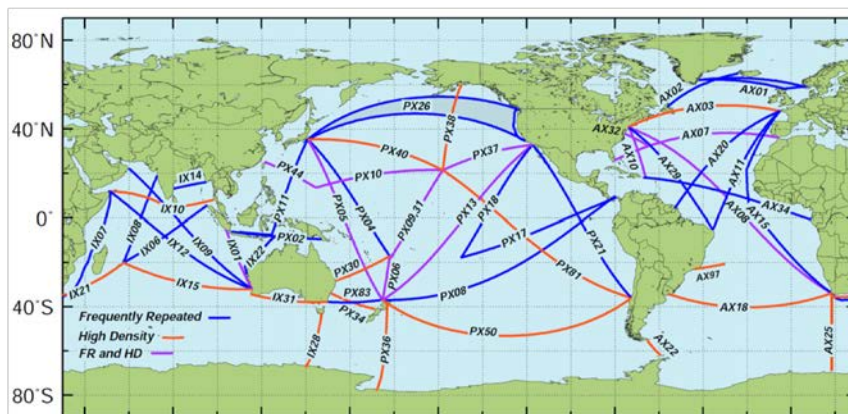 80˚N
40˚N
0˚
40˚S
80˚S
AX02
AX01
AX03
PX26
PX38
AX32
AX07
AX10
AX20
AX29
AX11
PX40
PX37
PX44
PX10
IX14
PX11
PX05
PX04
PX09,31
PX13
PX18
AX34
AX08
AX15
IX10
IX07
IX08
IX06
IX12
IX09
IX01
IX22
PX02
PX17
PX21
PX30
PX06
PX81
AX97
IX21
IX15
IX31
PX83
PX08
PX34
AX18
PX50
IX28
PX36
AX22
AX25
Frequently Repeated
High Density
FR and HD